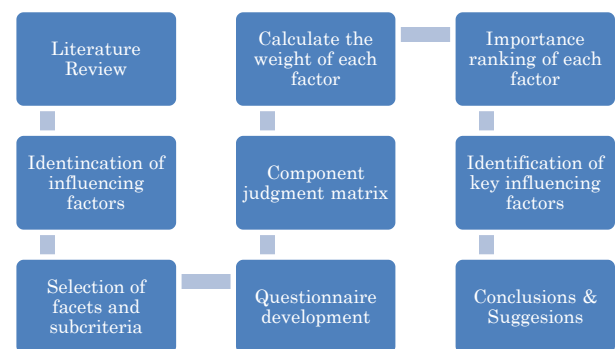 Literature
Review
Identincation of
influencing
factors
Selection of
facets and
subcriteria
Questionnaire
development
Component
judgment matrix
Calculate the
weight of each
factor
Importance
ranking of each
factor
Identification of
key influencing
factors
Conclusions &
Suggesions